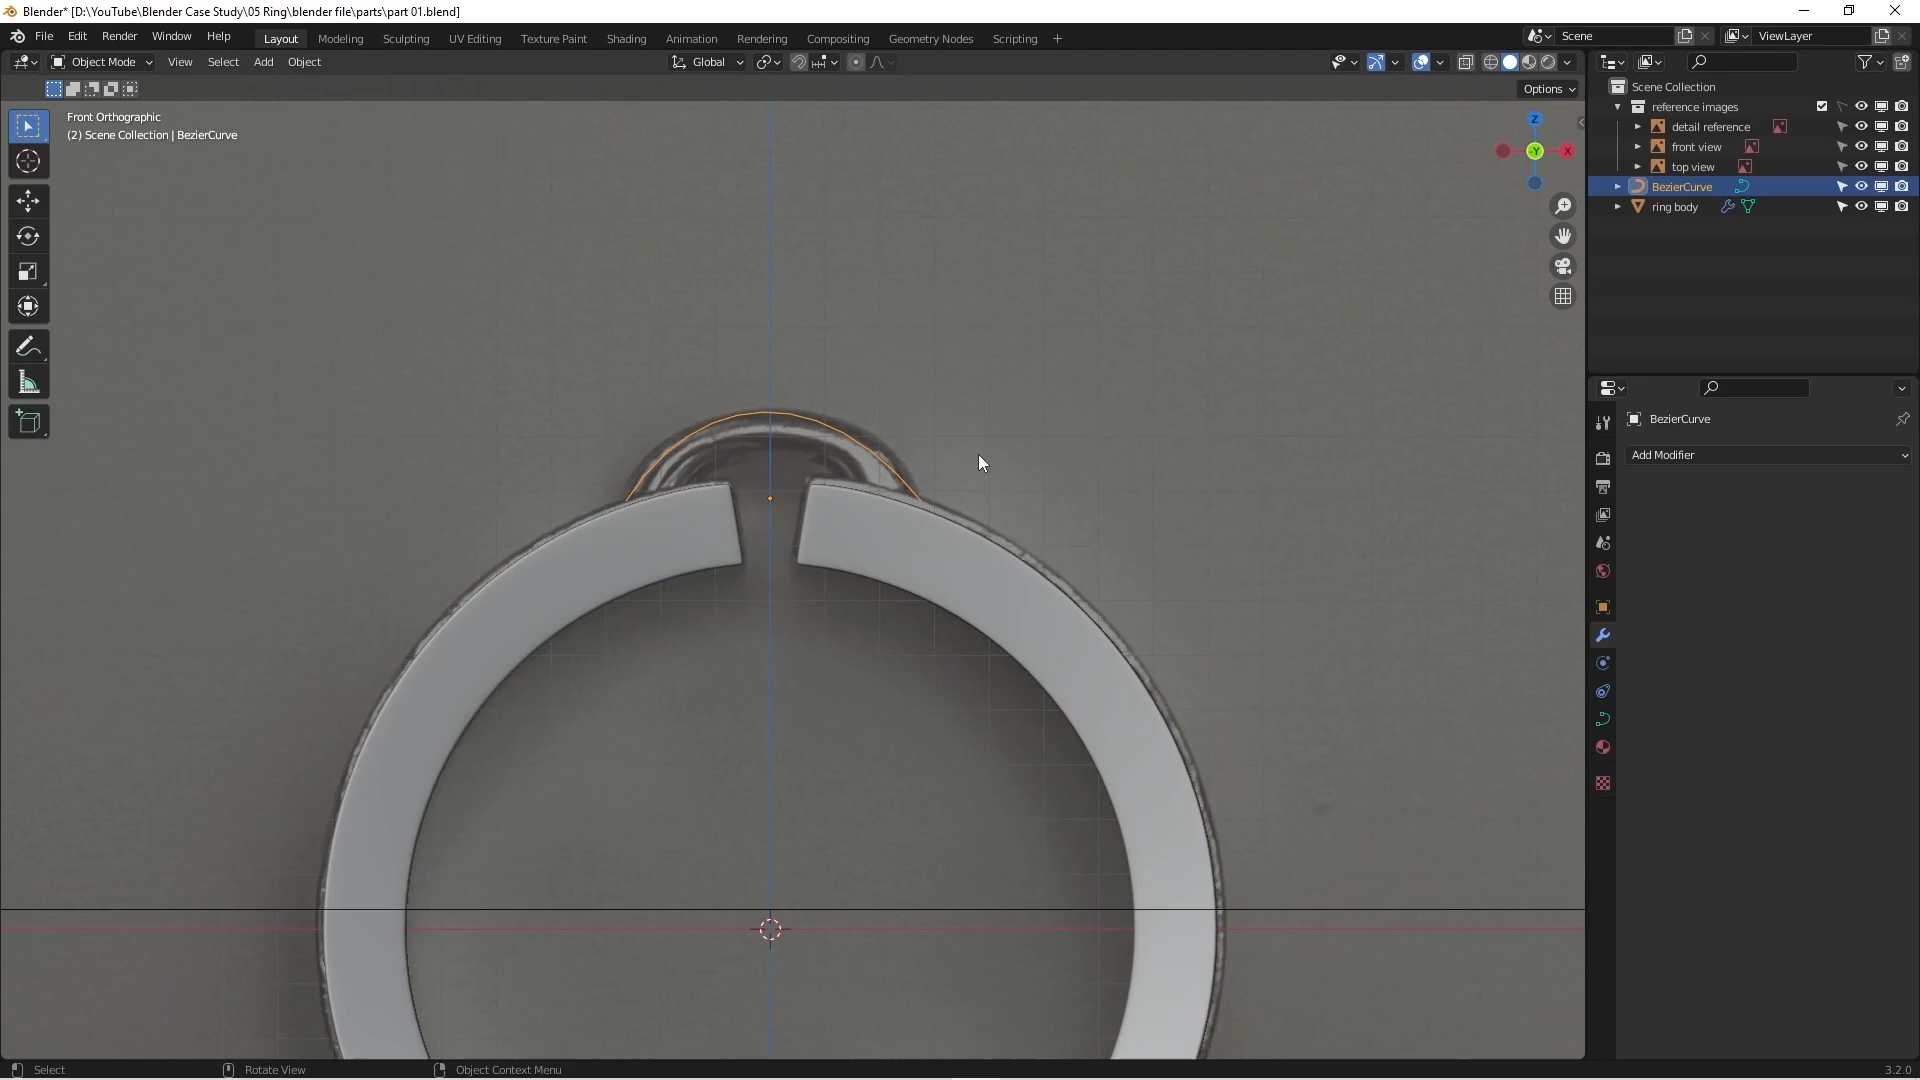 Blender* [D:\YouTube\Blender Case Study\05 Ring\blender file\parts\part 01.blend]
File Edit Render Window Help Layout Modeling Sculpting UV Editing Texture Paint Shading Animation Rendering Compositing Geometry Nodes Scripting + Scene ViewLayer
Object Mode View Select Add Object Global
Options
Front Orthographic
(2) Scene Collection | BezierCurve
Z
-Y
X
Scene Collection
reference images
detail reference
front view
top view
BezierCurve
ring body
BezierCurve
Add Modifier
Select Rotate View Object Context Menu 3.2.0